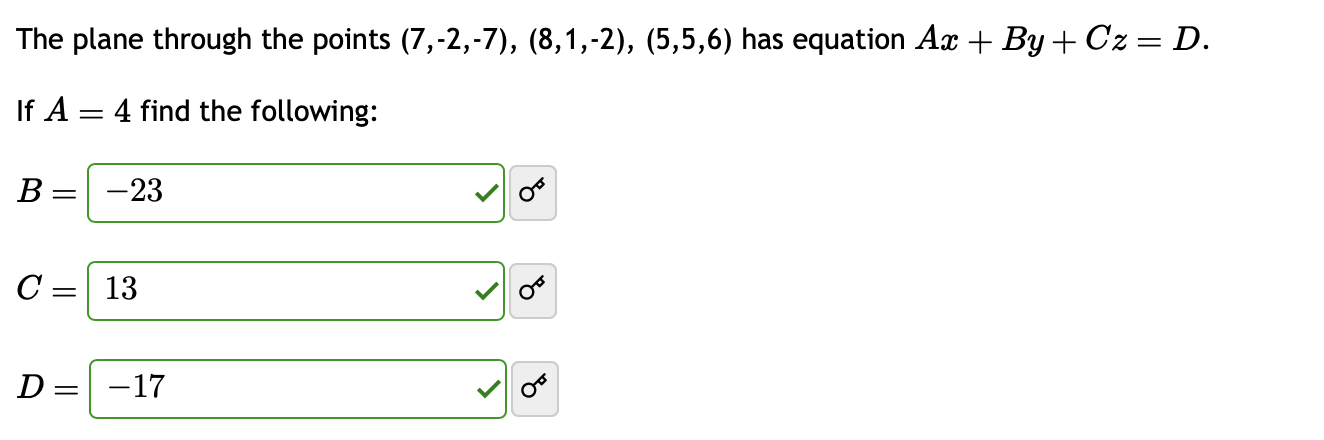 The plane through the points (7,-2,-7), (8,1,-2), (5,5,6) has equation Ax + By + Cz = D.
If A = 4 find the following:
B = −23
C = 13
D = −17